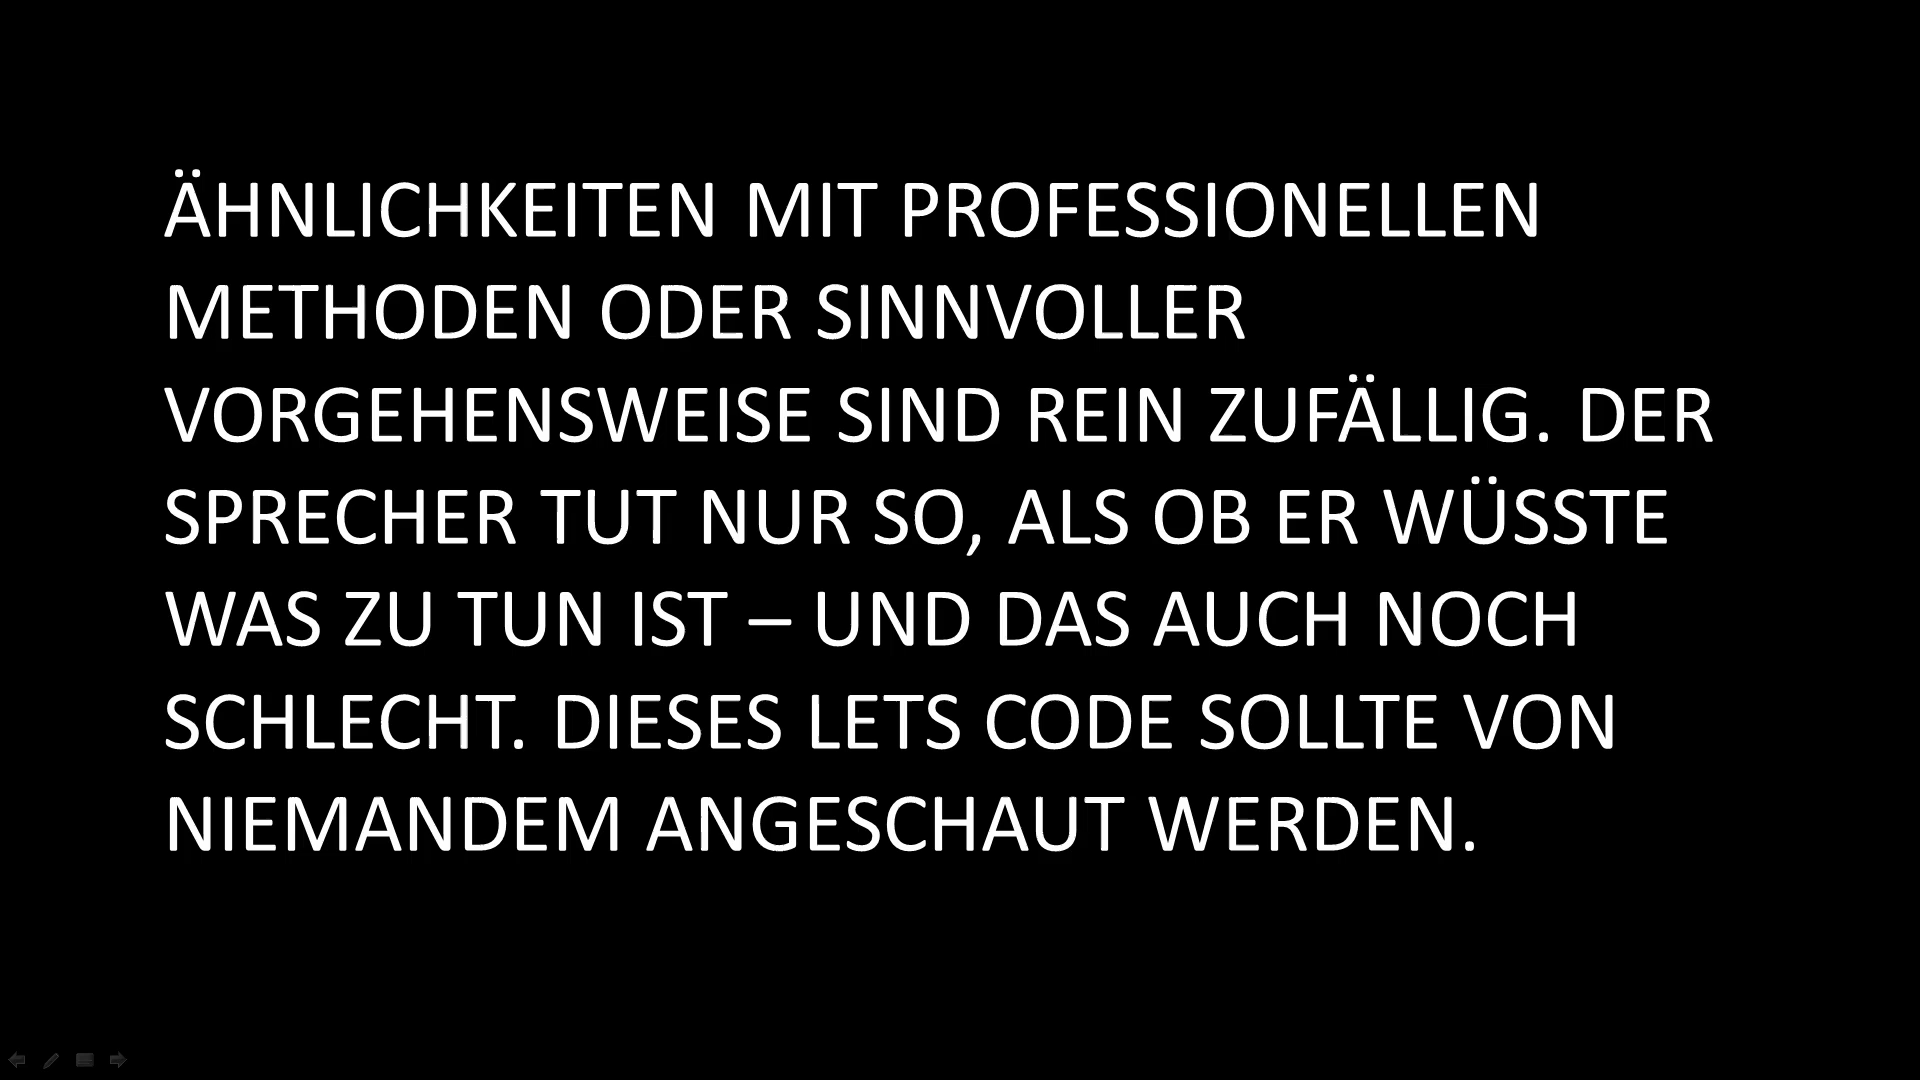 ÄHNLICHKEITEN MIT PROFESSIONELLEN
METHODEN ODER SINNVOLLER
VORGEHENSWEISE SIND REIN ZUFÄLLIG. DER
SPRECHER TUT NUR SO, ALS OB ER WÜSSTE
WAS ZU TUN IST – UND DAS AUCH NOCH
SCHLECHT. DIESES LETS CODE SOLLTE VON
NIEMANDEM ANGESCHAUT WERDEN.